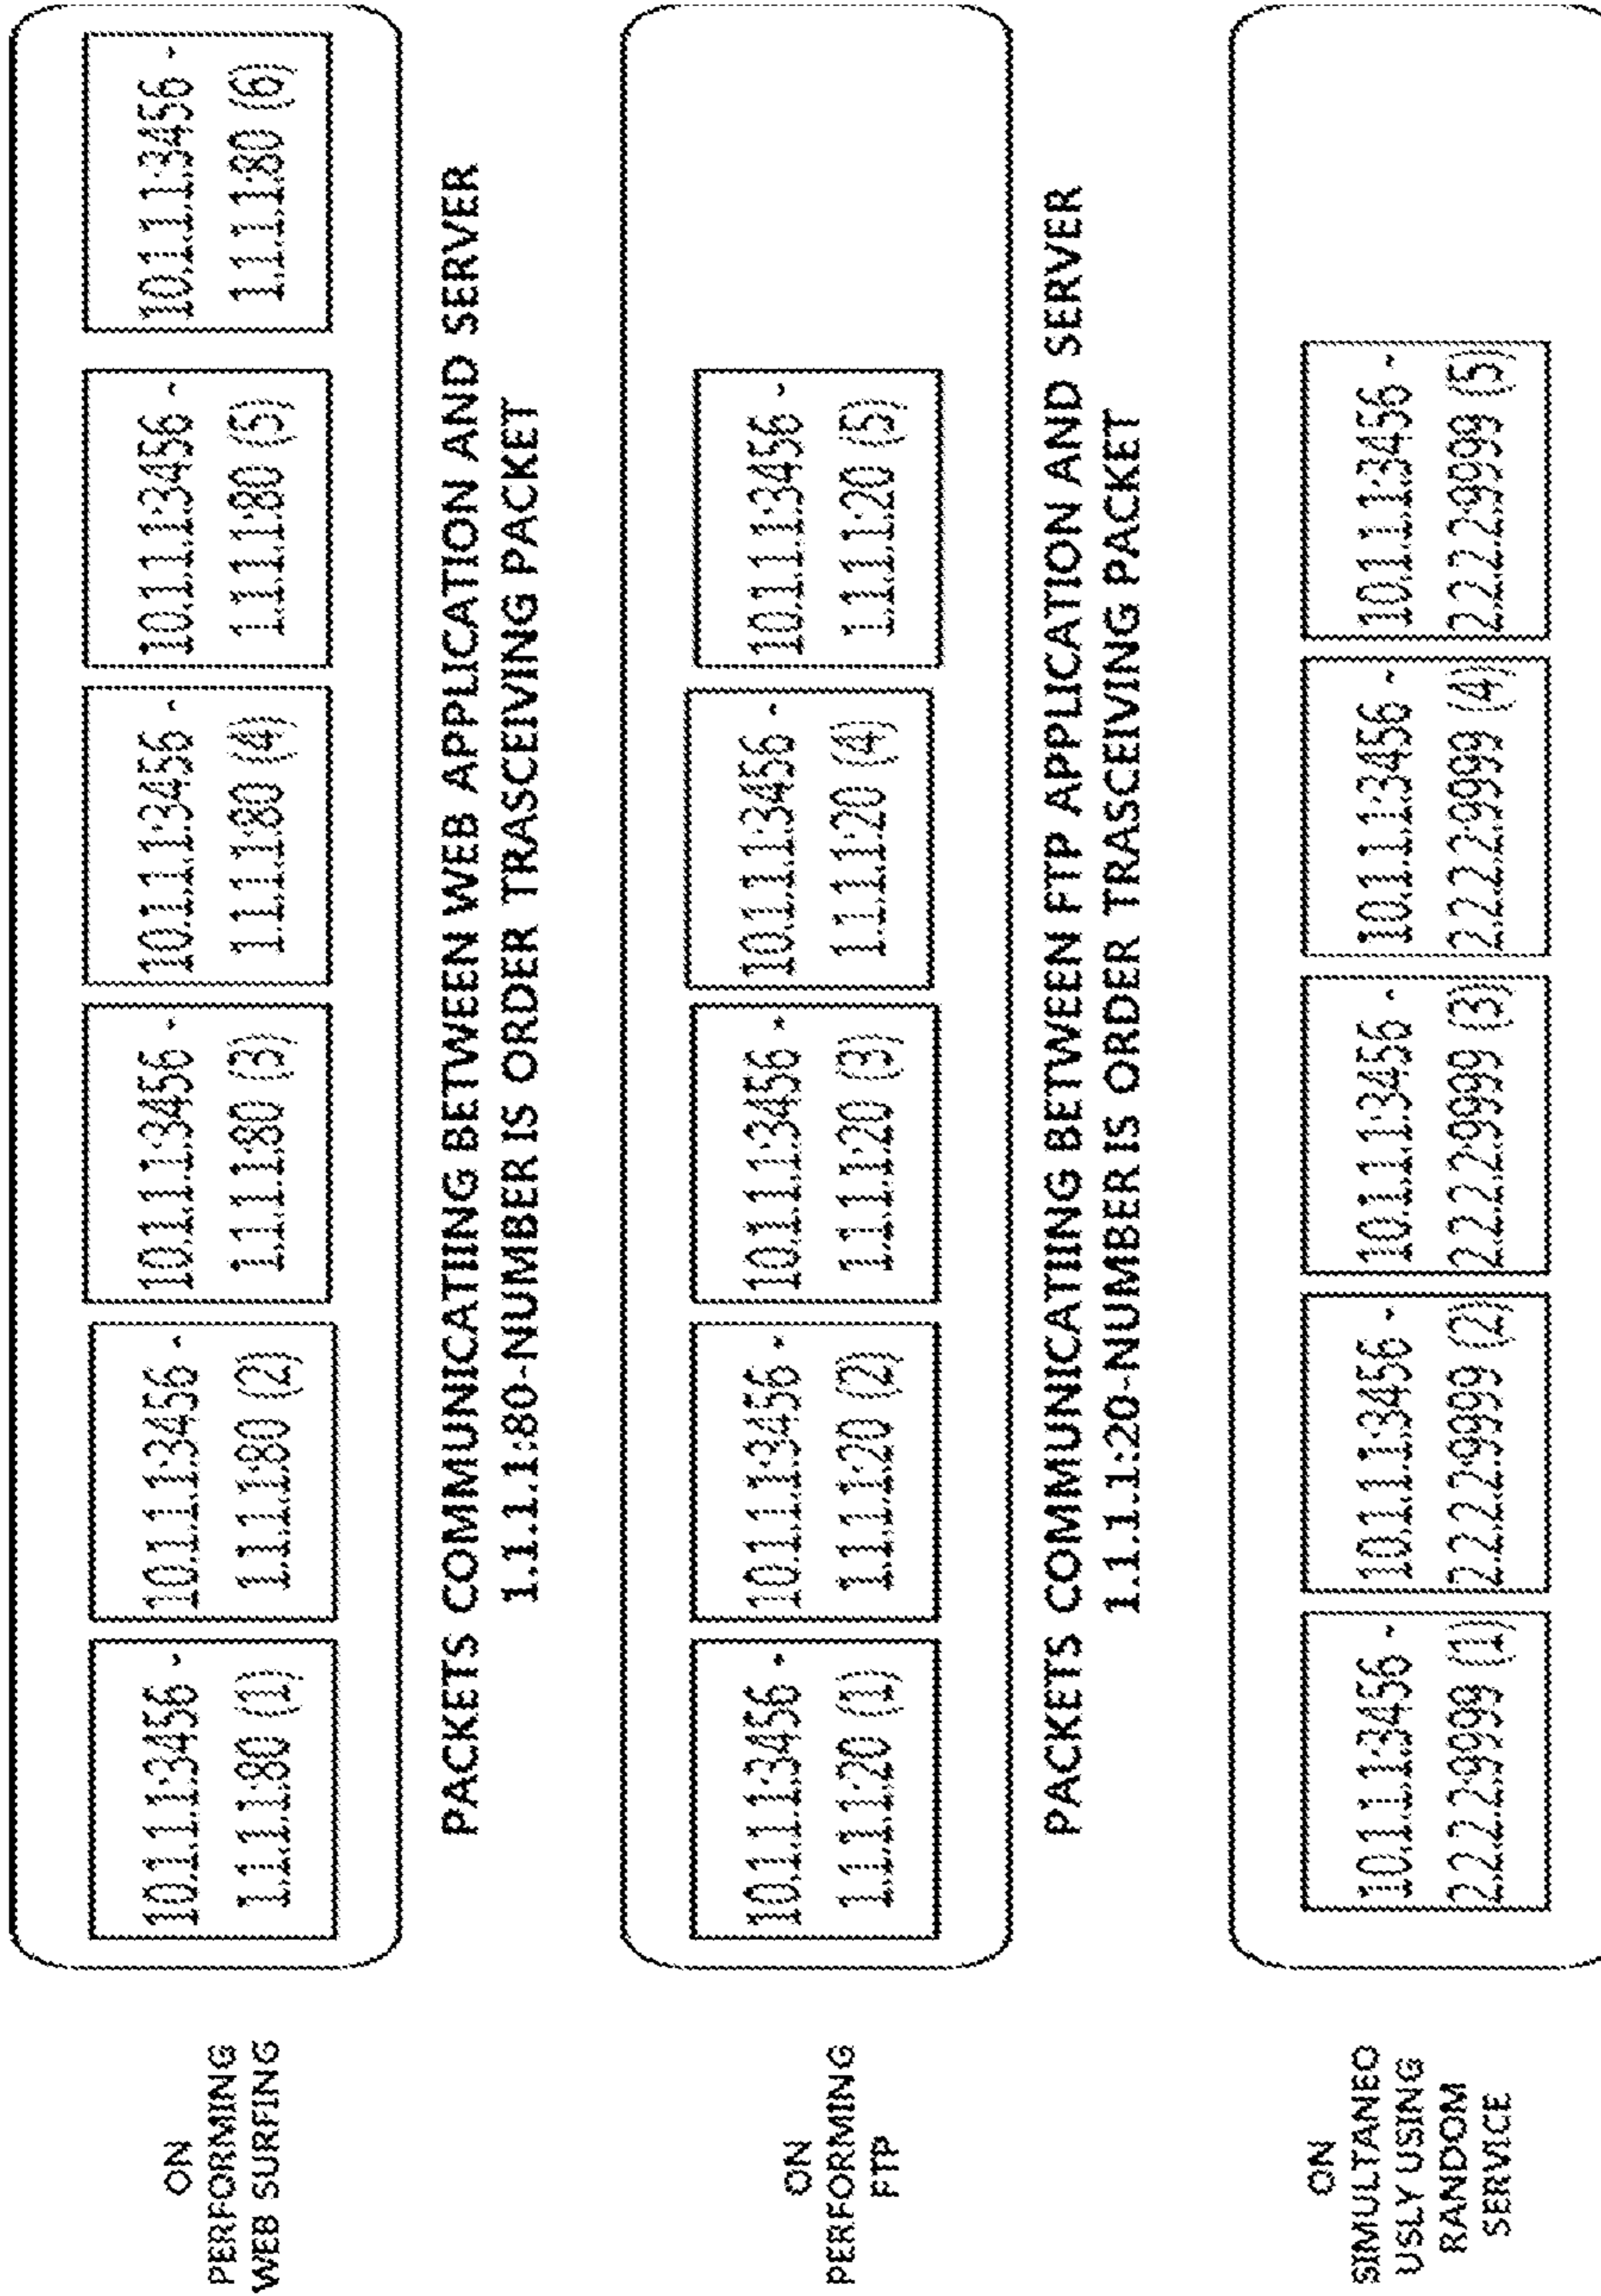 ON
PERFORMING
WEB SURFING
10.1.1.1:3456 -
1.1.1.1:80 (1)
10.1.1.1:3456 -
1.1.1.1:80 (2)
10.1.1.1:3456 -
1.1.1.1:80 (3)
10.1.1.1:3456 -
1.1.1.1:80 (4)
10.1.1.1:3456 -
1.1.1.1:80 (5)
10.1.1.1:3456 -
1.1.1.1:80 (6)
PACKETS COMMUNICATIING BETWEEN WEB APPLICATION AND SERVER
1.1.1.1:80-NUMBER IS ORDER TRASCEIVING PACKET
ON
PERFORMING
FTP
10.1.1.1:3456 -
1.1.1.1:20 (1)
10.1.1.1:3456 -
1.1.1.1:20 (2)
10.1.1.1:3456 -
1.1.1.1:20 (3)
10.1.1.1:3456 -
1.1.1.1:20 (4)
10.1.1.1:3456 -
1.1.1.1:20 (5)
PACKETS COMMUNICATIING BETWEEN FTP APPLICATION AND SERVER
1.1.1.1:20-NUMBER IS ORDER TRASCEIVING PACKET
ON
SIMULTANEO
USLY USING
RANDOM
SERVICE
10.1.1.1:3456 -
2.2.2.2:9999 (1)
10.1.1.1:3456 -
2.2.2.2:9999 (2)
10.1.1.1:3456 -
2.2.2.2:9999 (3)
10.1.1.1:3456 -
2.2.2.2:9999 (4)
10.1.1.1:3456 -
2.2.2.2:9999 (5)